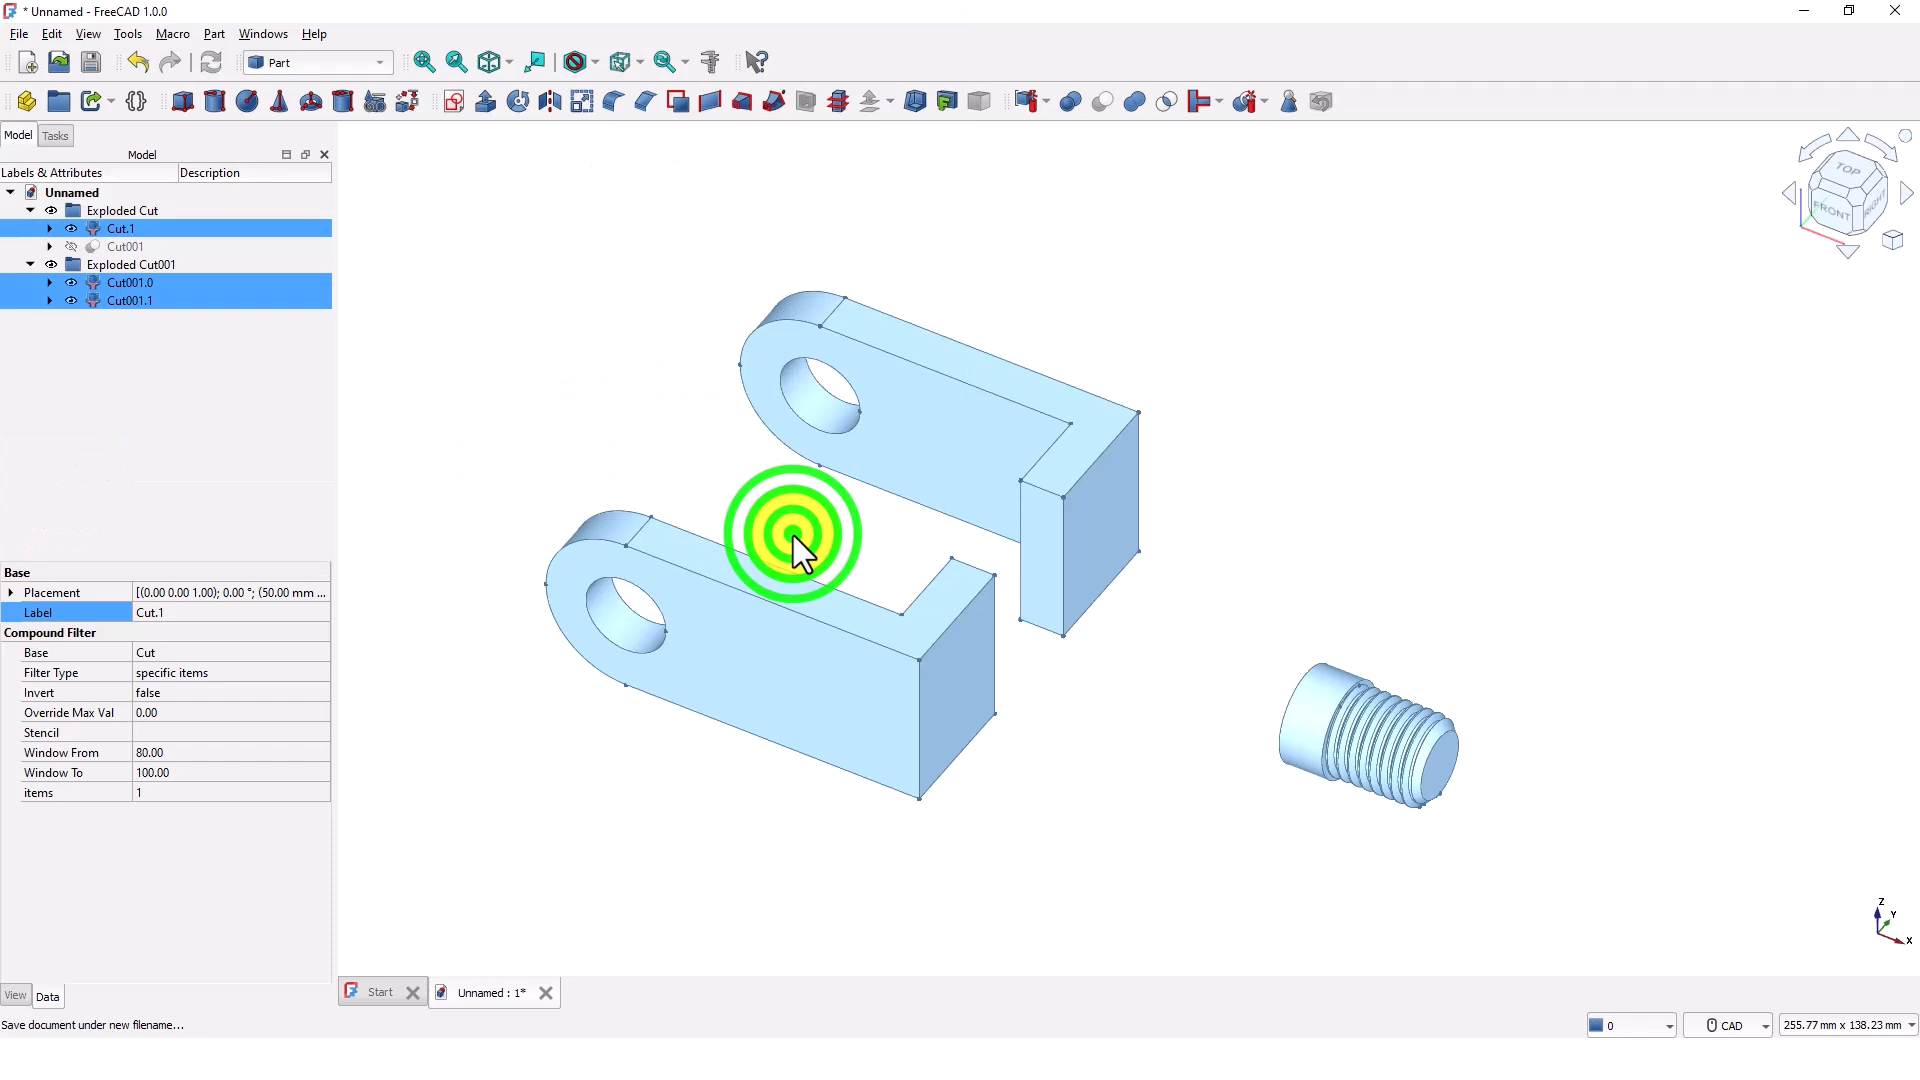 * Unnamed - FreeCAD 1.0.0
File Edit View Tools Macro Part Windows Help
Part
Model Tasks
Model
Labels & Attributes Description
Unnamed
Exploded Cut
Cut.1
Cut001
Exploded Cut001
Cut001.0
Cut001.1
TOP
FRONT RIGHT
Base
Placement [(0.00 0.00 1.00); 0.00 °; (50.00 mm ...
Label Cut.1
Compound Filter
Base Cut
Filter Type specific items
Invert false
Override Max Val 0.00
Stencil
Window From 80.00
Window To 100.00
items 1
Z
Y
X
View Data
Start Unnamed : 1*
Save document under new filename...
0 CAD 255.77 mm x 138.23 mm